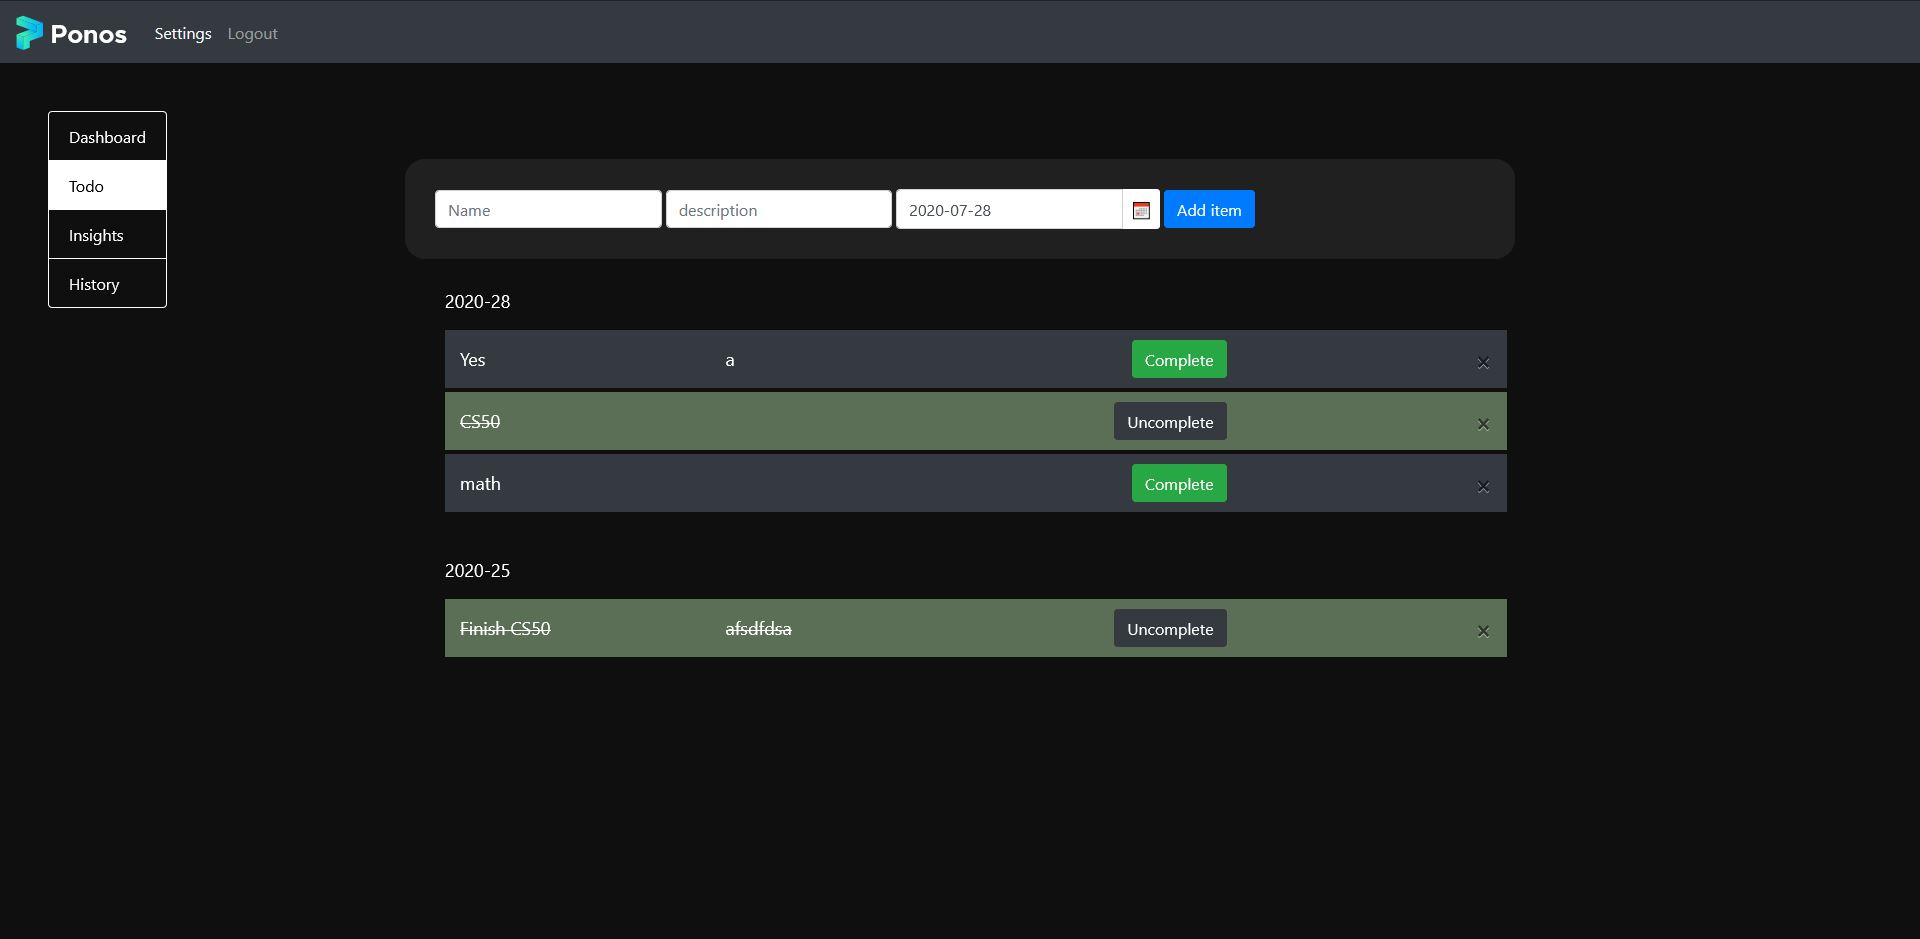 Ponos Settings Logout
Dashboard
Todo
Insights
History
Name description 2020-07-28 Add item
2020-28
Yes a Complete ×
CS50 Uncomplete ×
math Complete ×
2020-25
Finish CS50 afsdfdsa Uncomplete ×